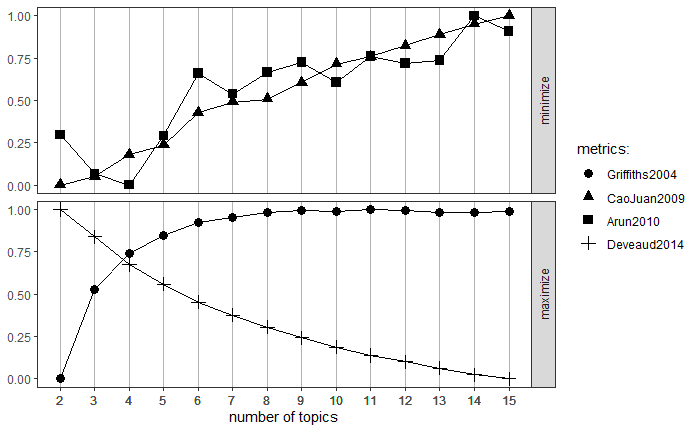 1.00
0.75
0.50
0.25
0.00
minimize
1.00
0.75
0.50
0.25
0.00
maximize
2 3 4 5 6 7 8 9 10 11 12 13 14 15
number of topics
metrics:
Griffiths2004
CaoJuan2009
Arun2010
Deveaud2014